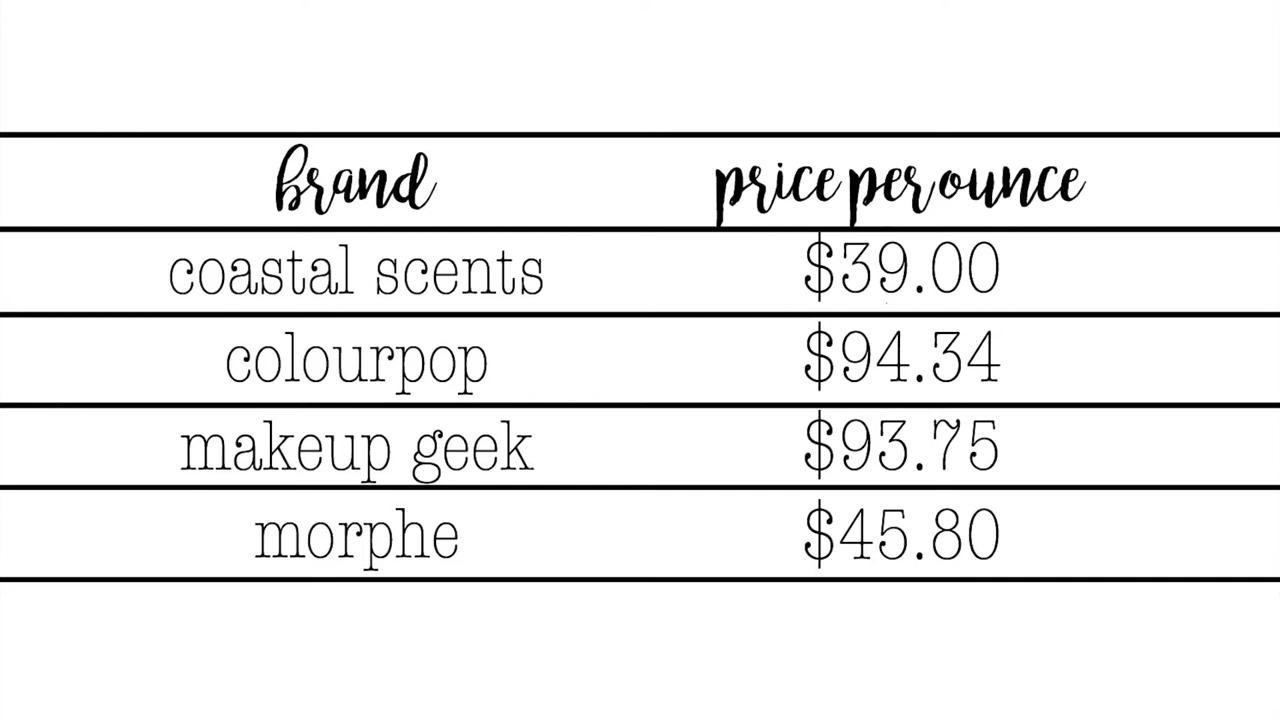 brand price per ounce
coastal scents $39.00
colourpop $94.34
makeup geek $93.75
morphe $45.80